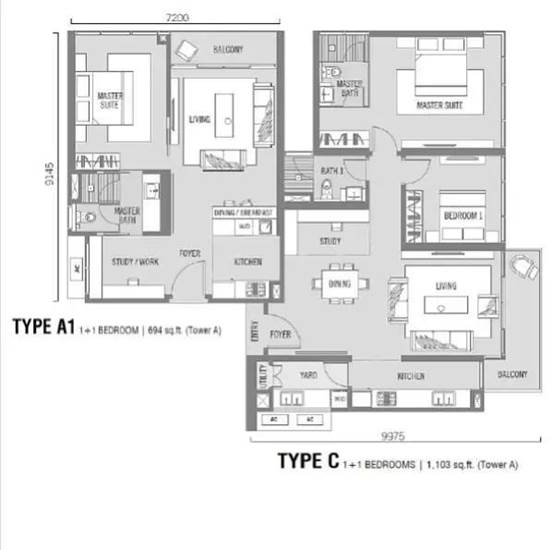 7200
BALCONY
MASTER
SUITE
LIVING
MASTER
BATH
MASTER SUITE
9145
MASTER
BATH
BATH 1
DINING / BREAKFAST
W/D
BEDROOM 1
STUDY
STUDY / WORK
FOYER
KITCHEN
AC
DINING
LIVING
TYPE A1 1+1 BEDROOM | 694 sq.ft. (Tower A)
ENTRY
FOYER
UTILITY
YARD
KITCHEN
BALCONY
W/D
AC
AC
9975
TYPE C 1+1 BEDROOMS | 1,103 sq.ft. (Tower A)